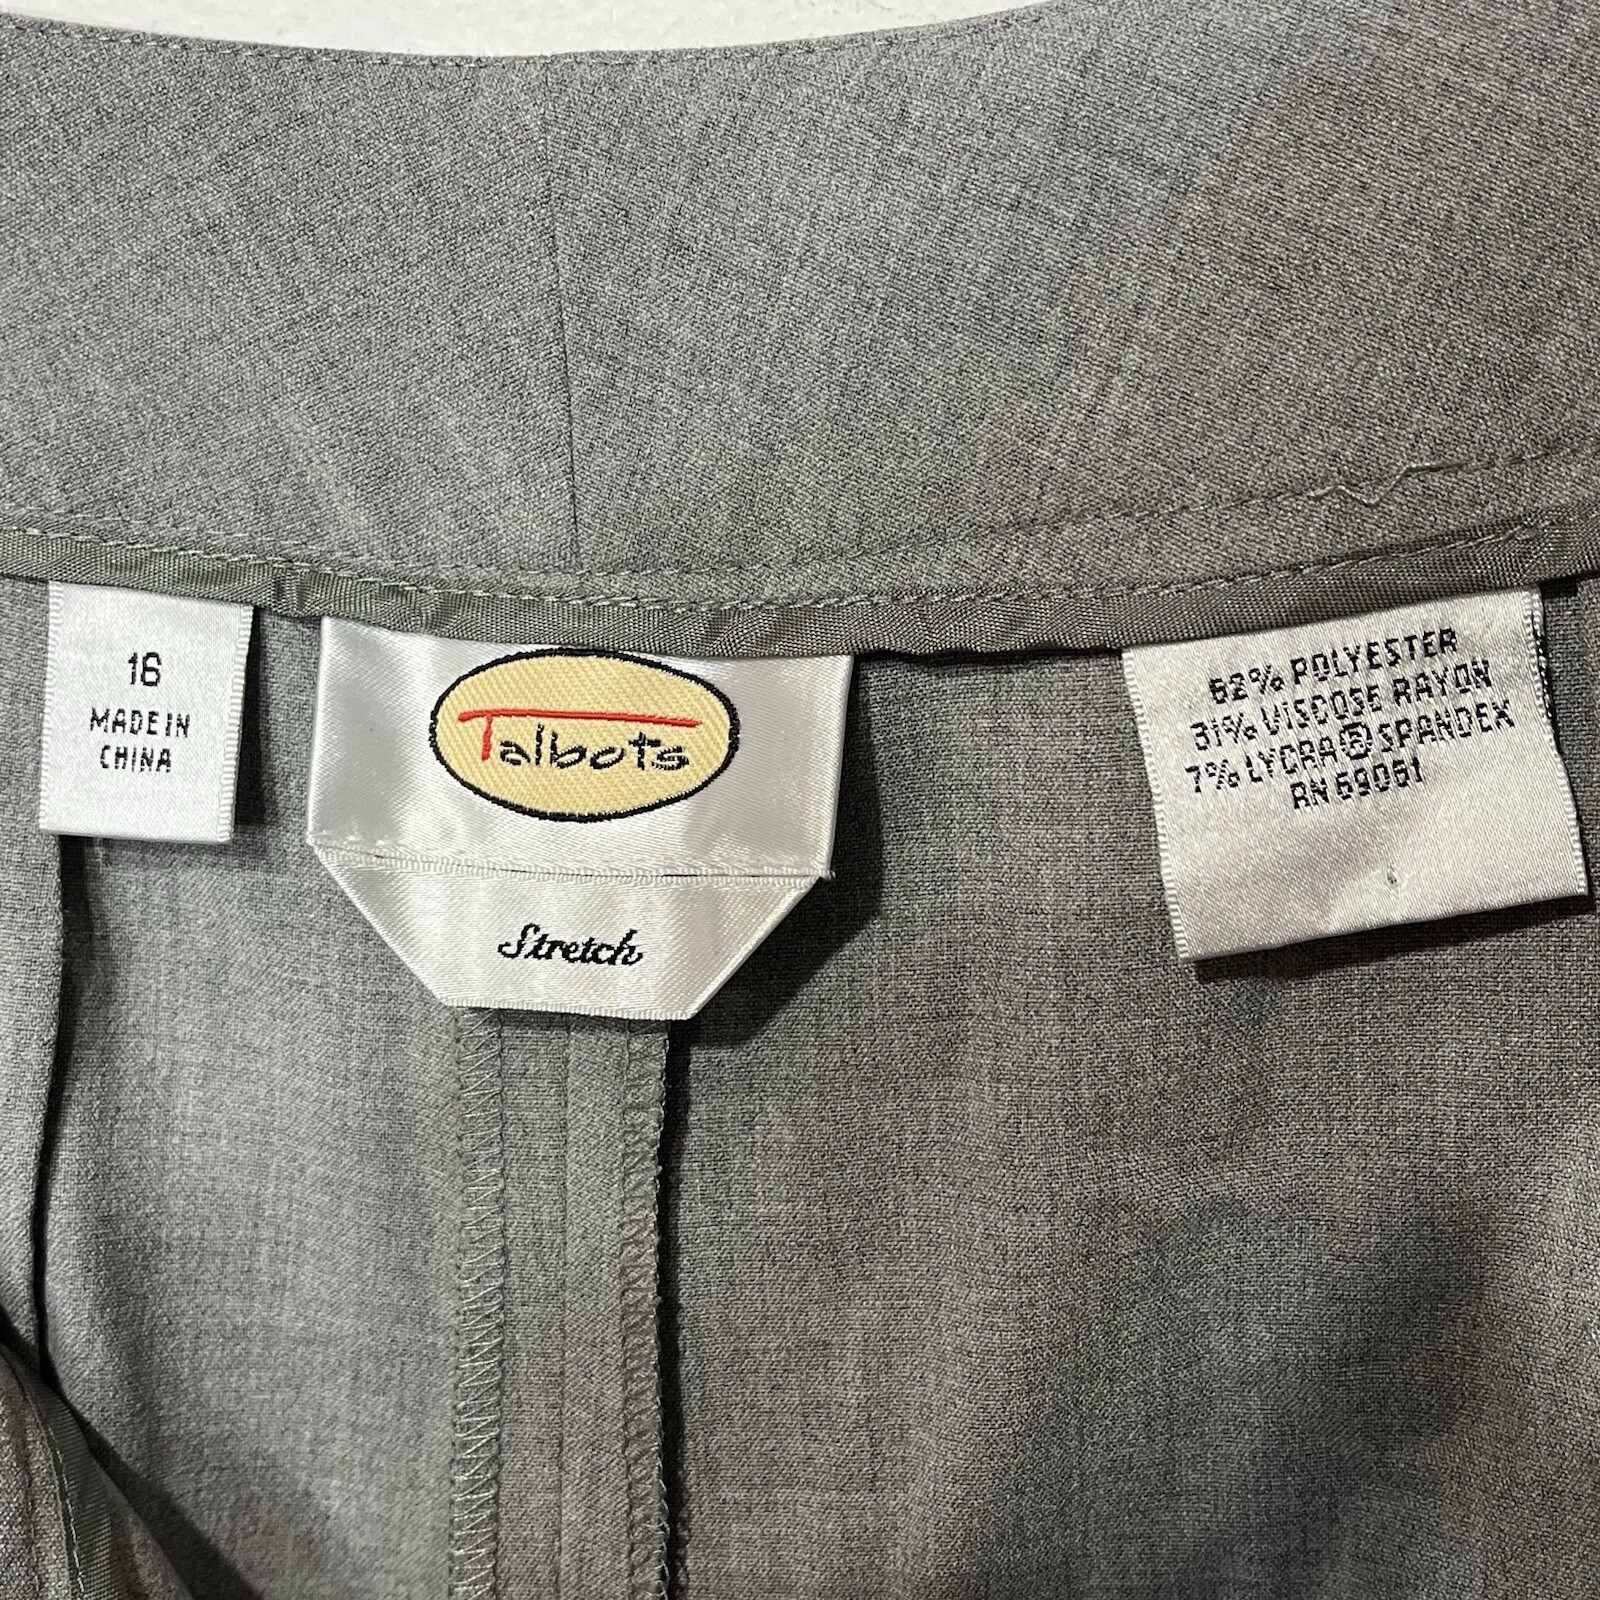 16
MADE IN
CHINA
Talbots
Stretch
62% POLYESTER
31% VISCOSE RAYON
7% LYCRA® SPANDEX
RN 69061